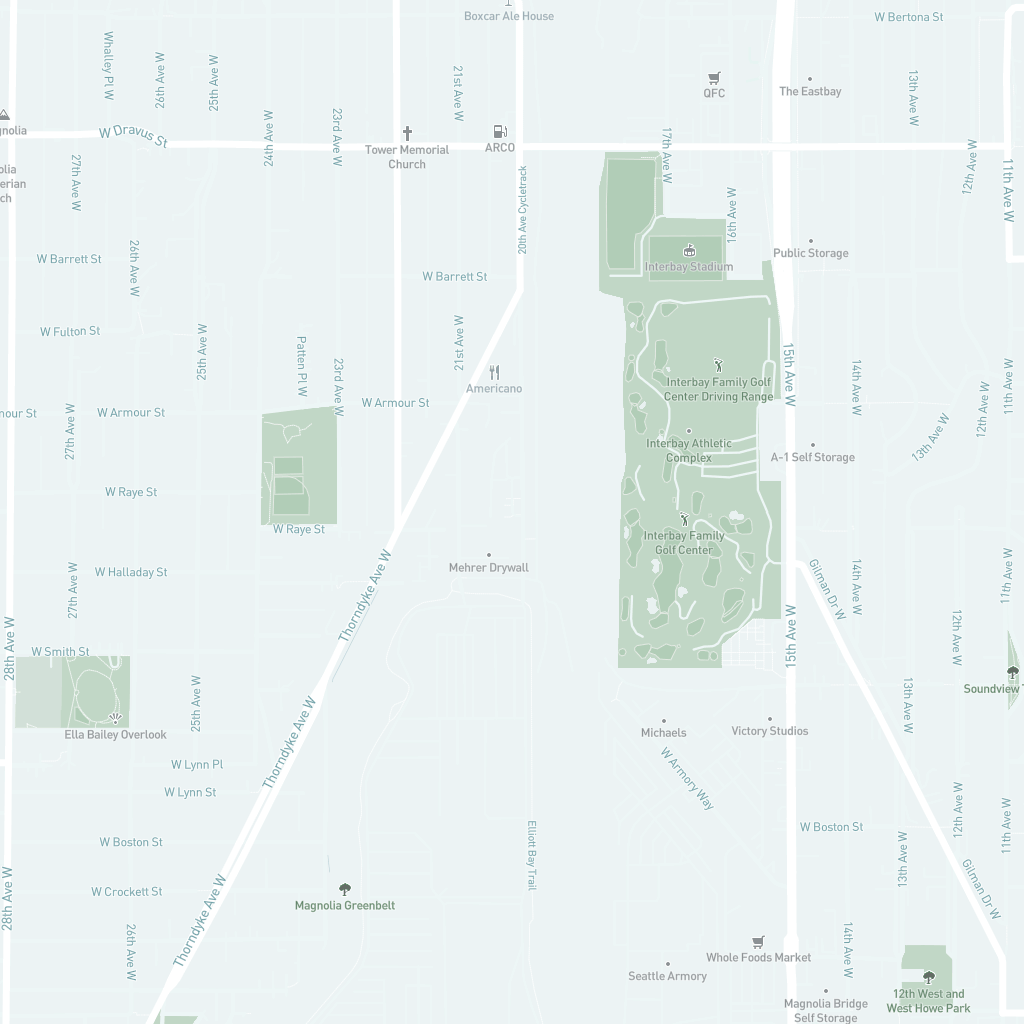 Boxcar Ale House
W Bertona St
Whalley Pl W
26th Ave W
25th Ave W
21st Ave W
QFC
The Eastbay
13th Ave W
gnolia
W Dravus St
24th Ave W
23rd Ave W
Tower Memorial
Church
ARCO
17th Ave W
12th Ave W
11th Ave W
olia
erian
ch
27th Ave W
20th Ave Cycletrack
16th Ave W
W Barrett St
26th Ave W
W Barrett St
Interbay Stadium
Public Storage
W Fulton St
25th Ave W
Patten Pl W
23rd Ave W
21st Ave W
Americano
Interbay Family Golf
Center Driving Range
15th Ave W
14th Ave W
12th Ave W
11th Ave W
mour St
27th Ave W
W Armour St
W Armour St
Interbay Athletic
Complex
A-1 Self Storage
13th Ave W
W Raye St
W Raye St
Interbay Family
Golf Center
W Halladay St
27th Ave W
Thorndyke Ave W
Mehrer Drywall
Gilman Dr W
14th Ave W
11th Ave W
28th Ave W
W Smith St
15th Ave W
12th Ave W
25th Ave W
13th Ave W
Soundview T
Ella Bailey Overlook
Thorndyke Ave W
Michaels
Victory Studios
W Lynn Pl
W Lynn St
W Armory Way
12th Ave W
11th Ave W
W Boston St
W Boston St
Elliott Bay Trail
13th Ave W
28th Ave W
W Crockett St
Magnolia Greenbelt
Gilman Dr W
Thorndyke Ave W
26th Ave W
14th Ave W
Whole Foods Market
Seattle Armory
12th West and
West Howe Park
Magnolia Bridge
Self Storage